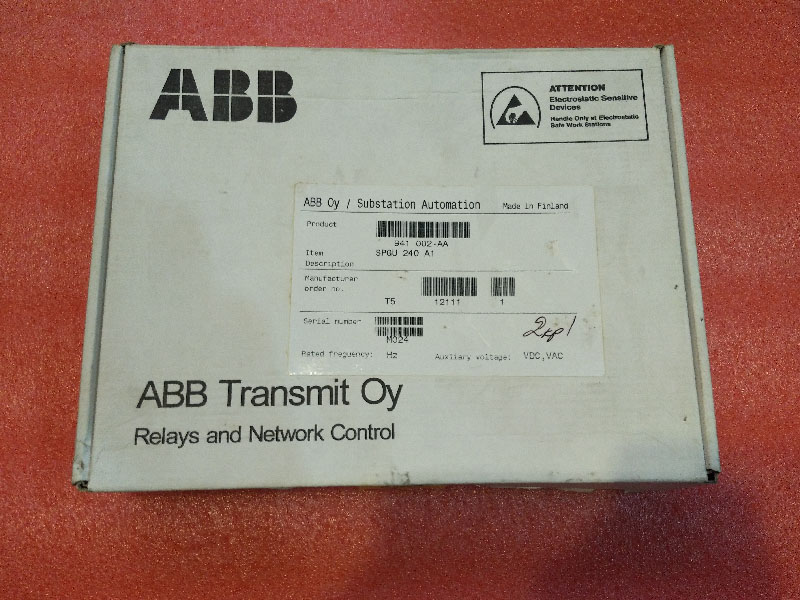 ABB
ATTENTION
Electrostatic Sensitive
Devices
Handle Only at Electrostatic
Safe Work Stations
ABB Oy / Substation Automation Made in Finland
Product
941 002-AA
Item SPGU 240 A1
Description
Manufacturer
order no.
T5 12111 1
Serial number
M024
Rated frequency: Hz Auxliary voltage: VDC,VAC
ABB Transmit Oy
Relays and Network Control